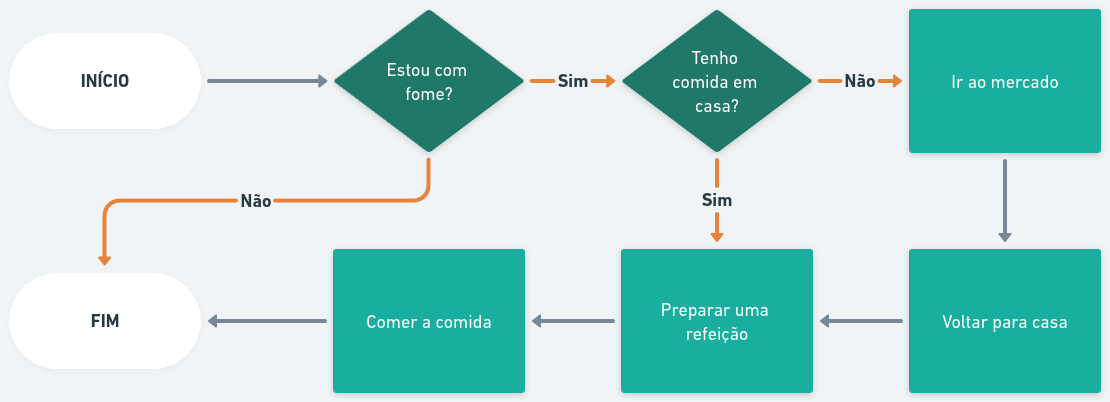 INÍCIO
Estou com
fome?
Sim
Tenho
comida em
casa?
Não
Ir ao mercado
Não
Sim
FIM
Comer a comida
Preparar uma
refeição
Voltar para casa